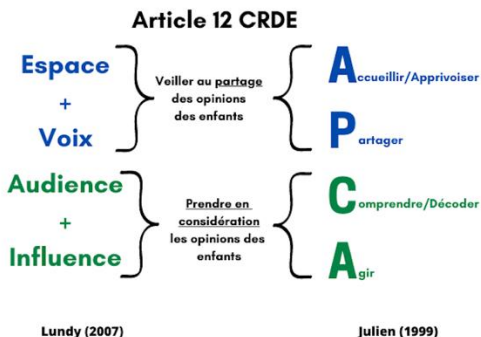 Article 12 CRDE
Espace
+
Voix
Veiller au partage
des opinions
des enfants
Accueillir/Apprivoiser
Partager
Audience
+
Influence
Prendre en
considération
les opinions des
enfants
Comprendre/Décoder
Agir
Lundy (2007)
Julien (1999)